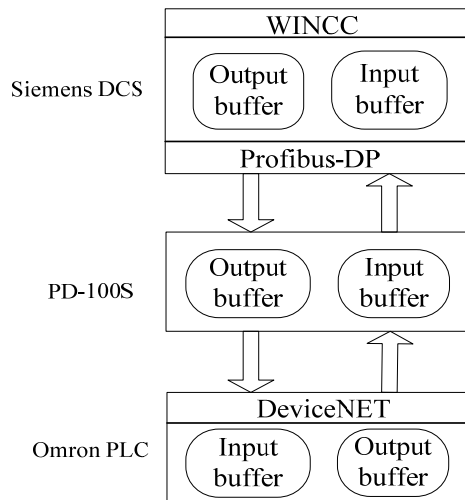 WINCC
Siemens DCS
Output
buffer
Input
buffer
Profibus-DP
PD-100S
Output
buffer
Input
buffer
DeviceNET
Omron PLC
Input
buffer
Output
buffer